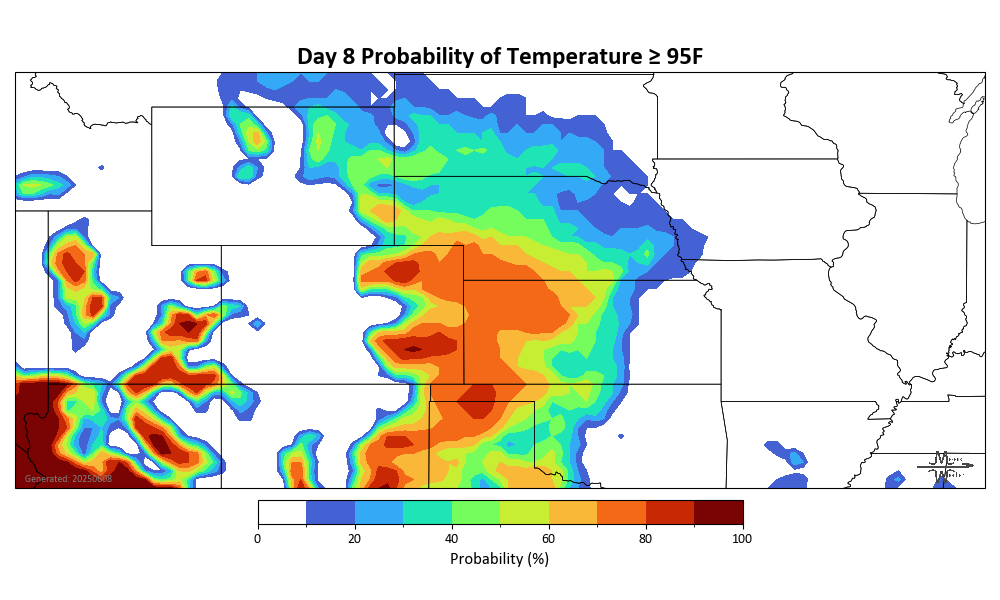 Day 8 Probability of Temperature ≥ 95F
Generated: 20250808
0 20 40 60 80 100
Probability (%)